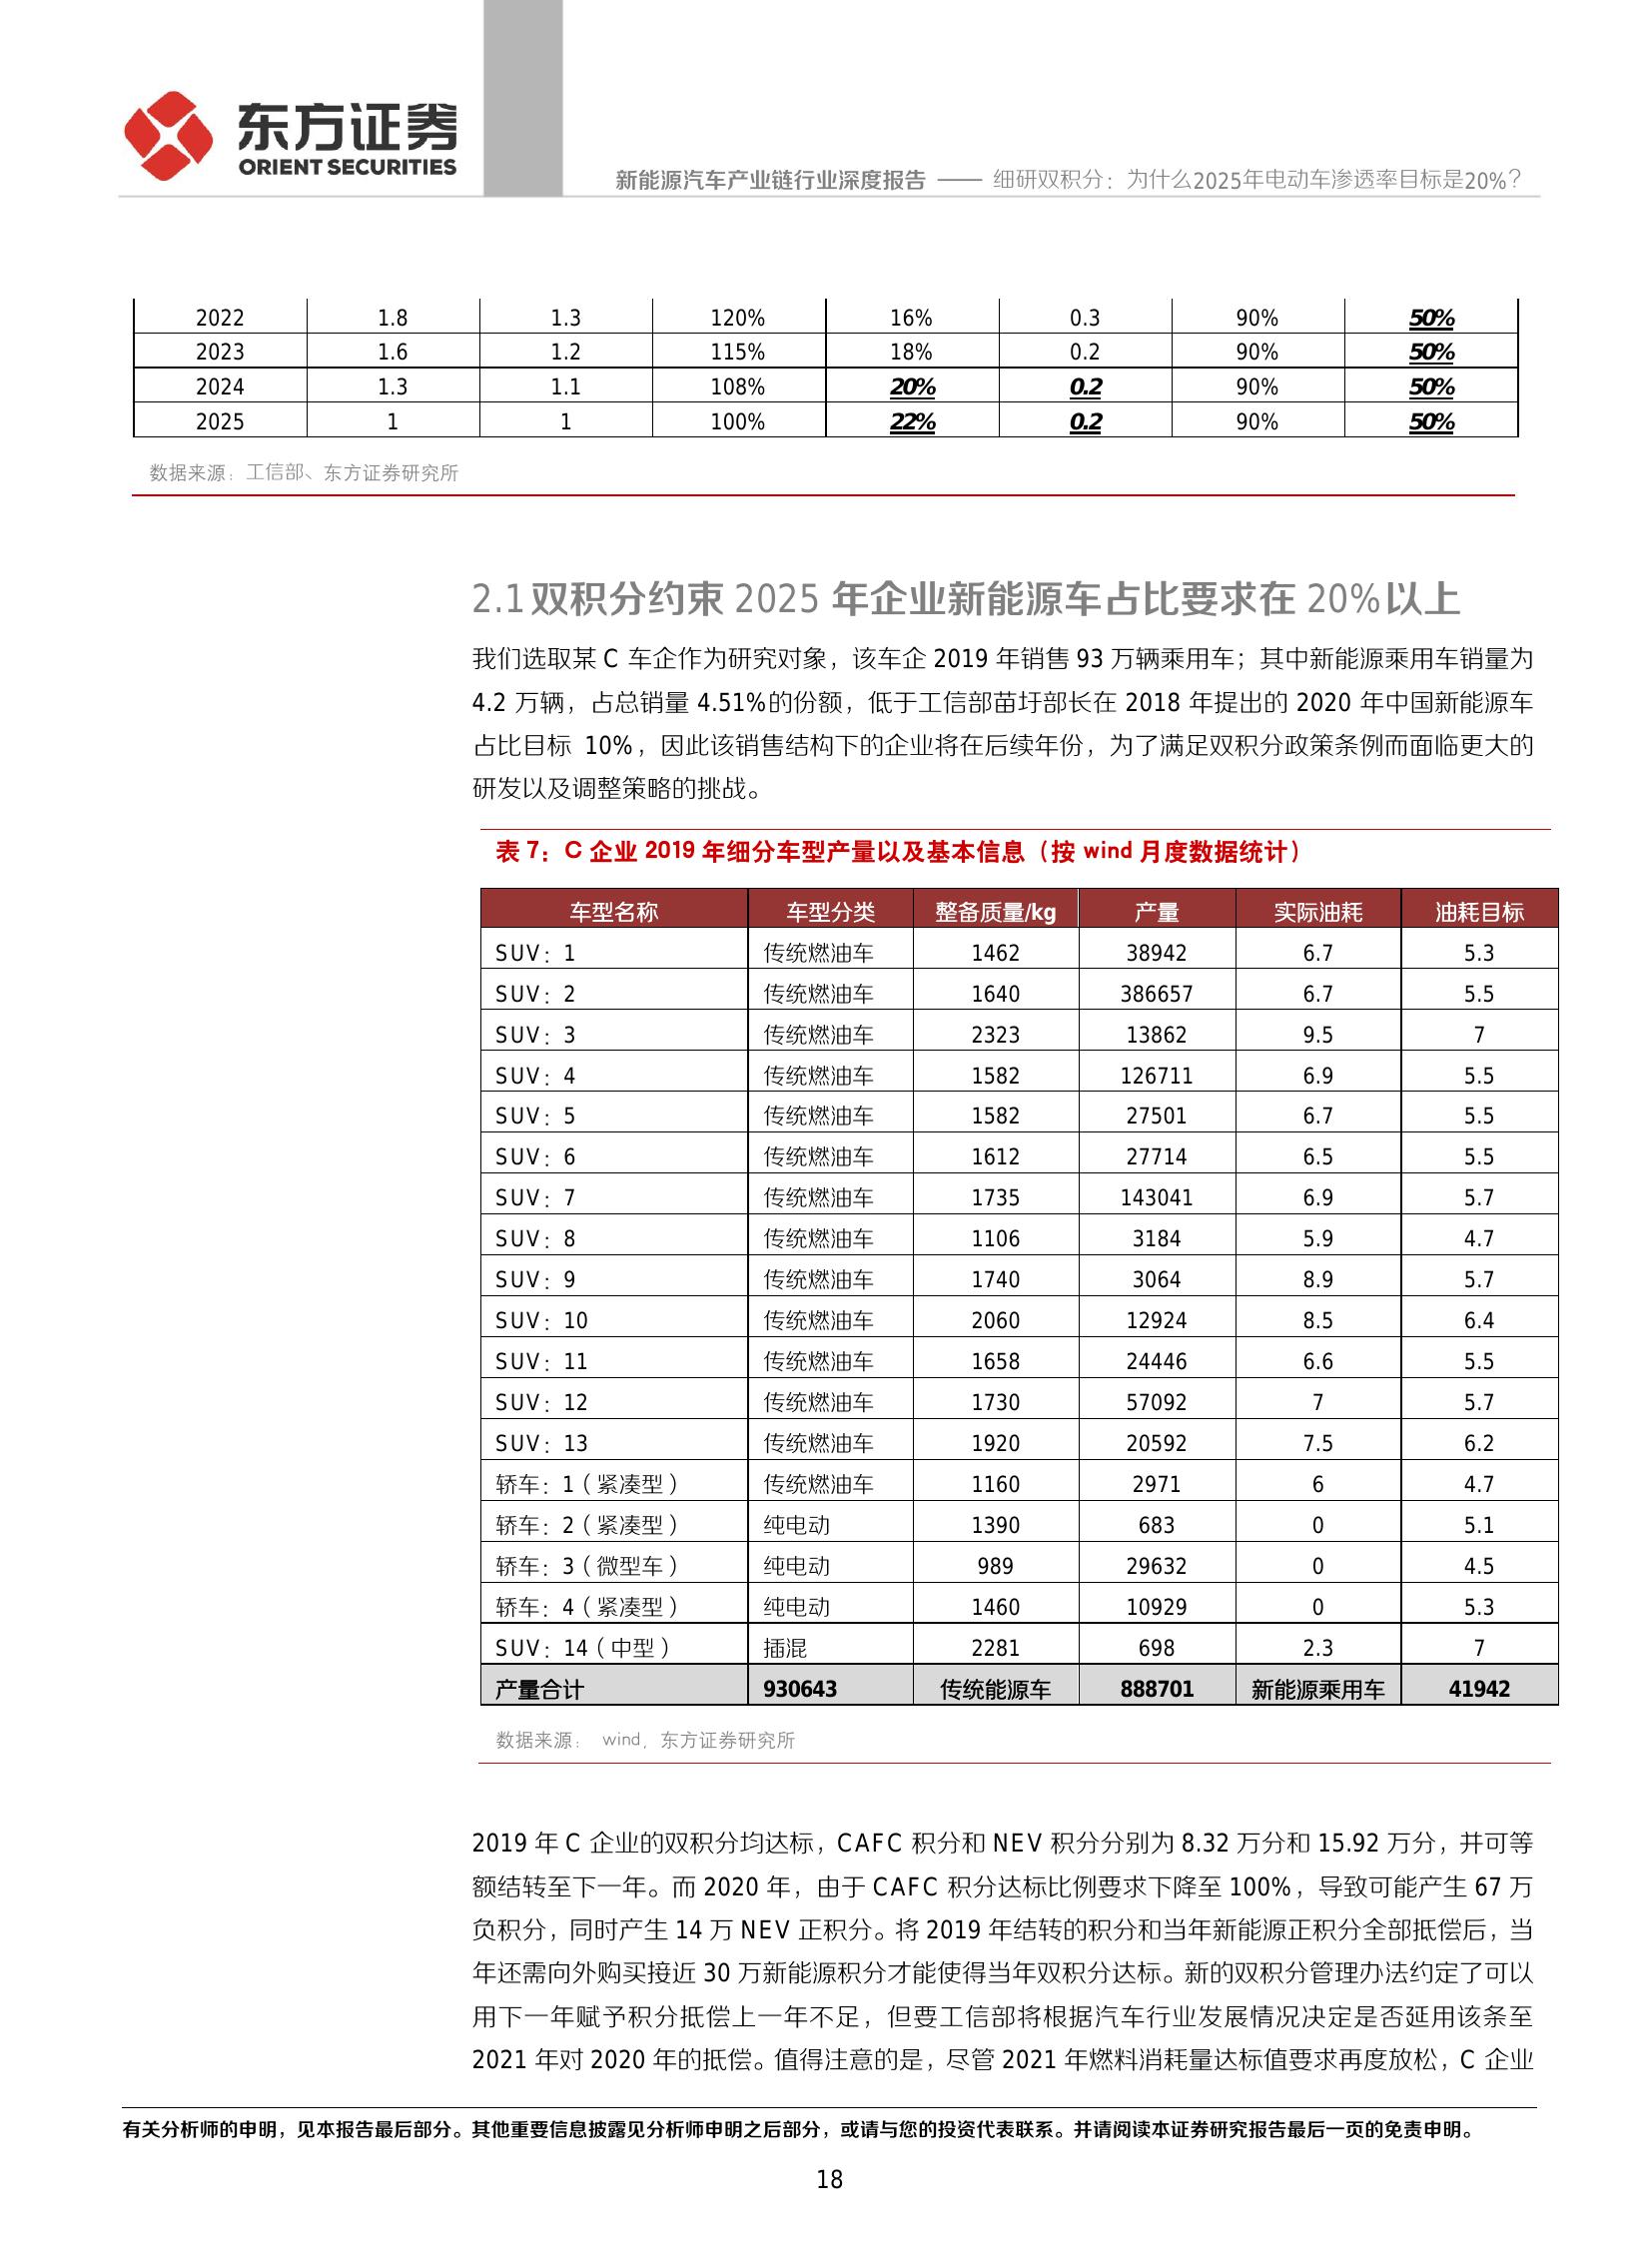 东方证券
ORIENT SECURITIES
新能源汽车产业链行业深度报告 —— 细研双积分：为什么2025年电动车渗透率目标是20%？
2022 1.8 1.3 120% 16% 0.3 90% 50%
2023 1.6 1.2 115% 18% 0.2 90% 50%
2024 1.3 1.1 108% 20% 0.2 90% 50%
2025 1 1 100% 22% 0.2 90% 50%
数据来源：工信部、东方证券研究所
2.1双积分约束 2025 年企业新能源车占比要求在 20%以上
我们选取某 C 车企作为研究对象，该车企 2019 年销售 93 万辆乘用车；其中新能源乘用车销量为
4.2 万辆，占总销量 4.51%的份额，低于工信部苗圩部长在 2018 年提出的 2020 年中国新能源车
占比目标 10%，因此该销售结构下的企业将在后续年份，为了满足双积分政策条例而面临更大的
研发以及调整策略的挑战。
表 7：C 企业 2019 年细分车型产量以及基本信息（按 wind 月度数据统计）
车型名称 车型分类 整备质量/kg 产量 实际油耗 油耗目标
SUV：1 传统燃油车 1462 38942 6.7 5.3
SUV：2 传统燃油车 1640 386657 6.7 5.5
SUV：3 传统燃油车 2323 13862 9.5 7
SUV：4 传统燃油车 1582 126711 6.9 5.5
SUV：5 传统燃油车 1582 27501 6.7 5.5
SUV：6 传统燃油车 1612 27714 6.5 5.5
SUV：7 传统燃油车 1735 143041 6.9 5.7
SUV：8 传统燃油车 1106 3184 5.9 4.7
SUV：9 传统燃油车 1740 3064 8.9 5.7
SUV：10 传统燃油车 2060 12924 8.5 6.4
SUV：11 传统燃油车 1658 24446 6.6 5.5
SUV：12 传统燃油车 1730 57092 7 5.7
SUV：13 传统燃油车 1920 20592 7.5 6.2
轿车：1（紧凑型） 传统燃油车 1160 2971 6 4.7
轿车：2（紧凑型） 纯电动 1390 683 0 5.1
轿车：3（微型车） 纯电动 989 29632 0 4.5
轿车：4（紧凑型） 纯电动 1460 10929 0 5.3
SUV：14（中型） 插混 2281 698 2.3 7
产量合计 930643 传统能源车 888701 新能源乘用车 41942
数据来源： wind，东方证券研究所
2019 年 C 企业的双积分均达标，CAFC 积分和 NEV 积分分别为 8.32 万分和 15.92 万分，并可等
额结转至下一年。而 2020 年，由于 CAFC 积分达标比例要求下降至 100%，导致可能产生 67 万
负积分，同时产生 14 万 NEV 正积分。将 2019 年结转的积分和当年新能源正积分全部抵偿后，当
年还需向外购买接近 30 万新能源积分才能使得当年双积分达标。新的双积分管理办法约定了可以
用下一年赋予积分抵偿上一年不足，但要工信部将根据汽车行业发展情况决定是否延用该条至
2021 年对 2020 年的抵偿。值得注意的是，尽管 2021 年燃料消耗量达标值要求再度放松，C 企业
有关分析师的申明，见本报告最后部分。其他重要信息披露见分析师申明之后部分，或请与您的投资代表联系。并请阅读本证券研究报告最后一页的免责申明。
18